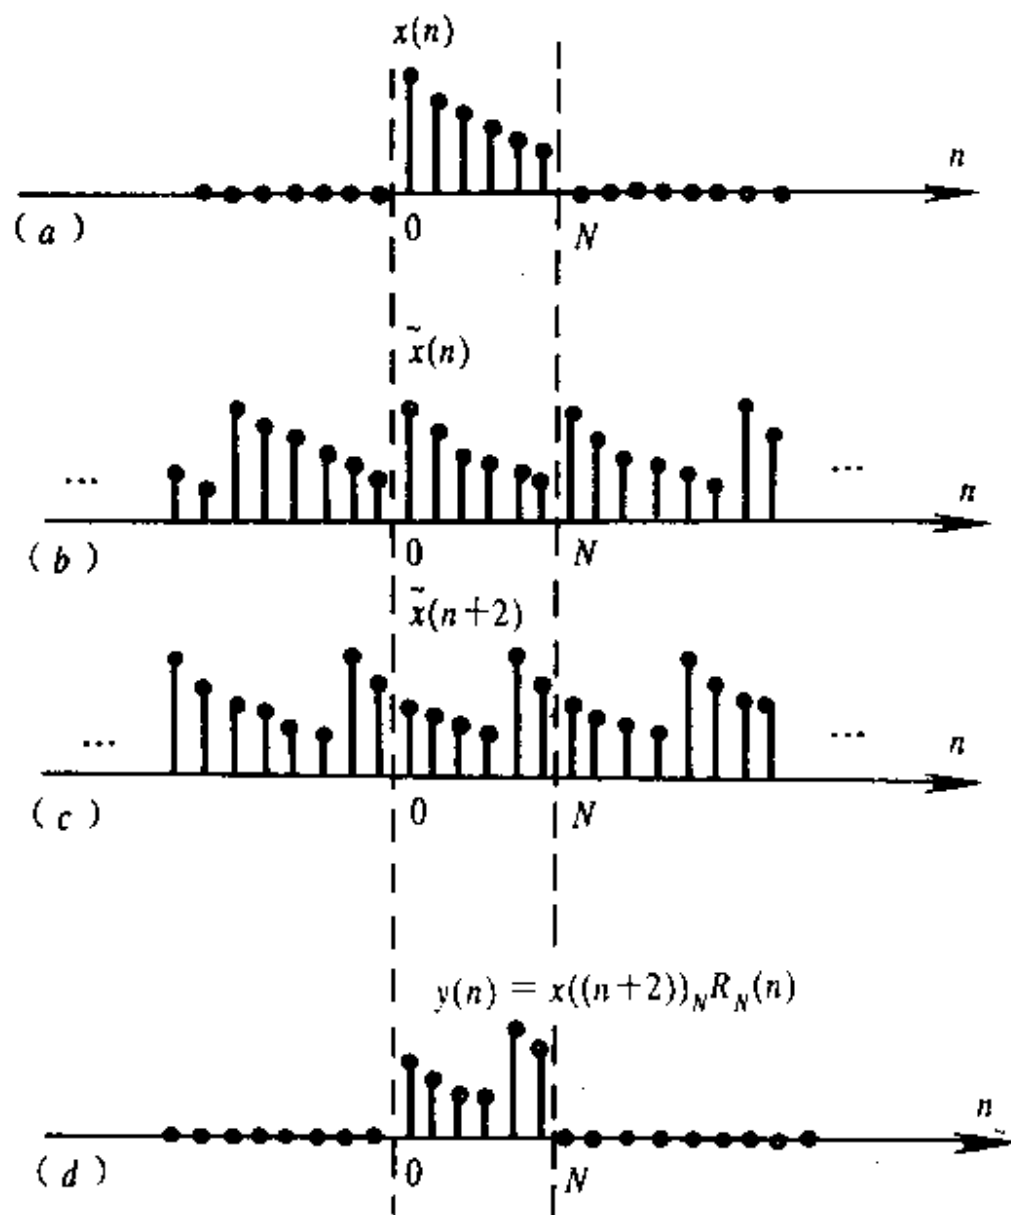 x(n)
n
(a)
0
N
x̃(n)
...
...
n
(b)
0
N
x̃(n+2)
...
...
n
(c)
0
N
y(n) = x((n+2))_N R_N(n)
n
(d)
0
N